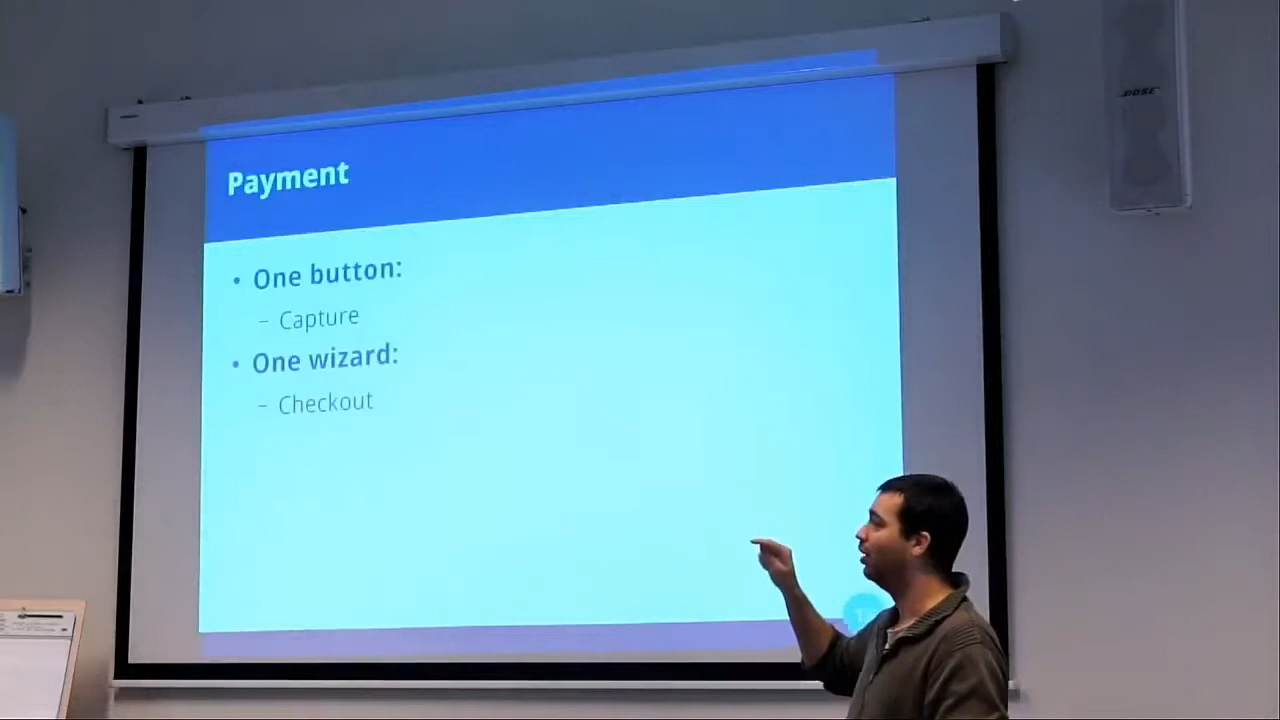 Payment
• One button:
– Capture
• One wizard:
– Checkout
BOSE